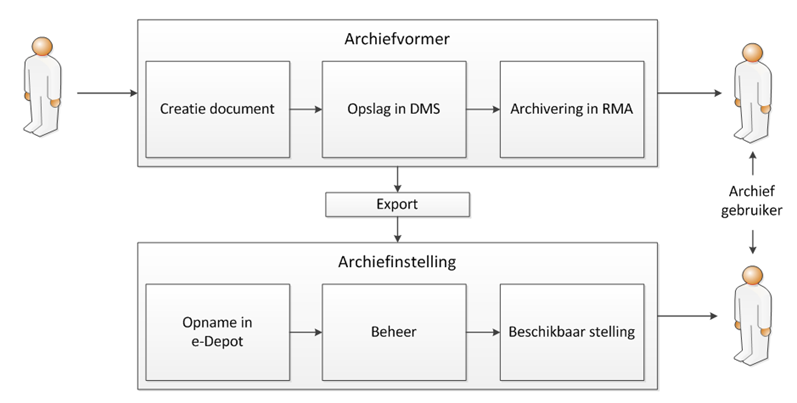 Archiefvormer
Creatie document
Opslag in DMS
Archivering in RMA
Export
Archief
gebruiker
Archiefinstelling
Opname in
e-Depot
Beheer
Beschikbaar stelling